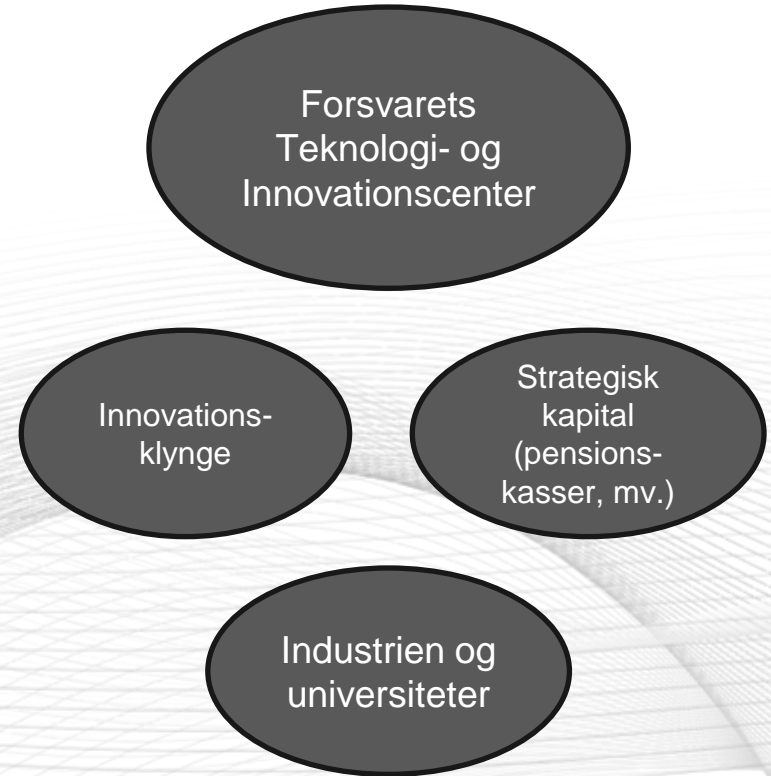 Forsvarets
Teknologi- og
Innovationscenter
Innovations-
klynge
Strategisk
kapital
(pensions-
kasser, mv.)
Industrien og
universiteter